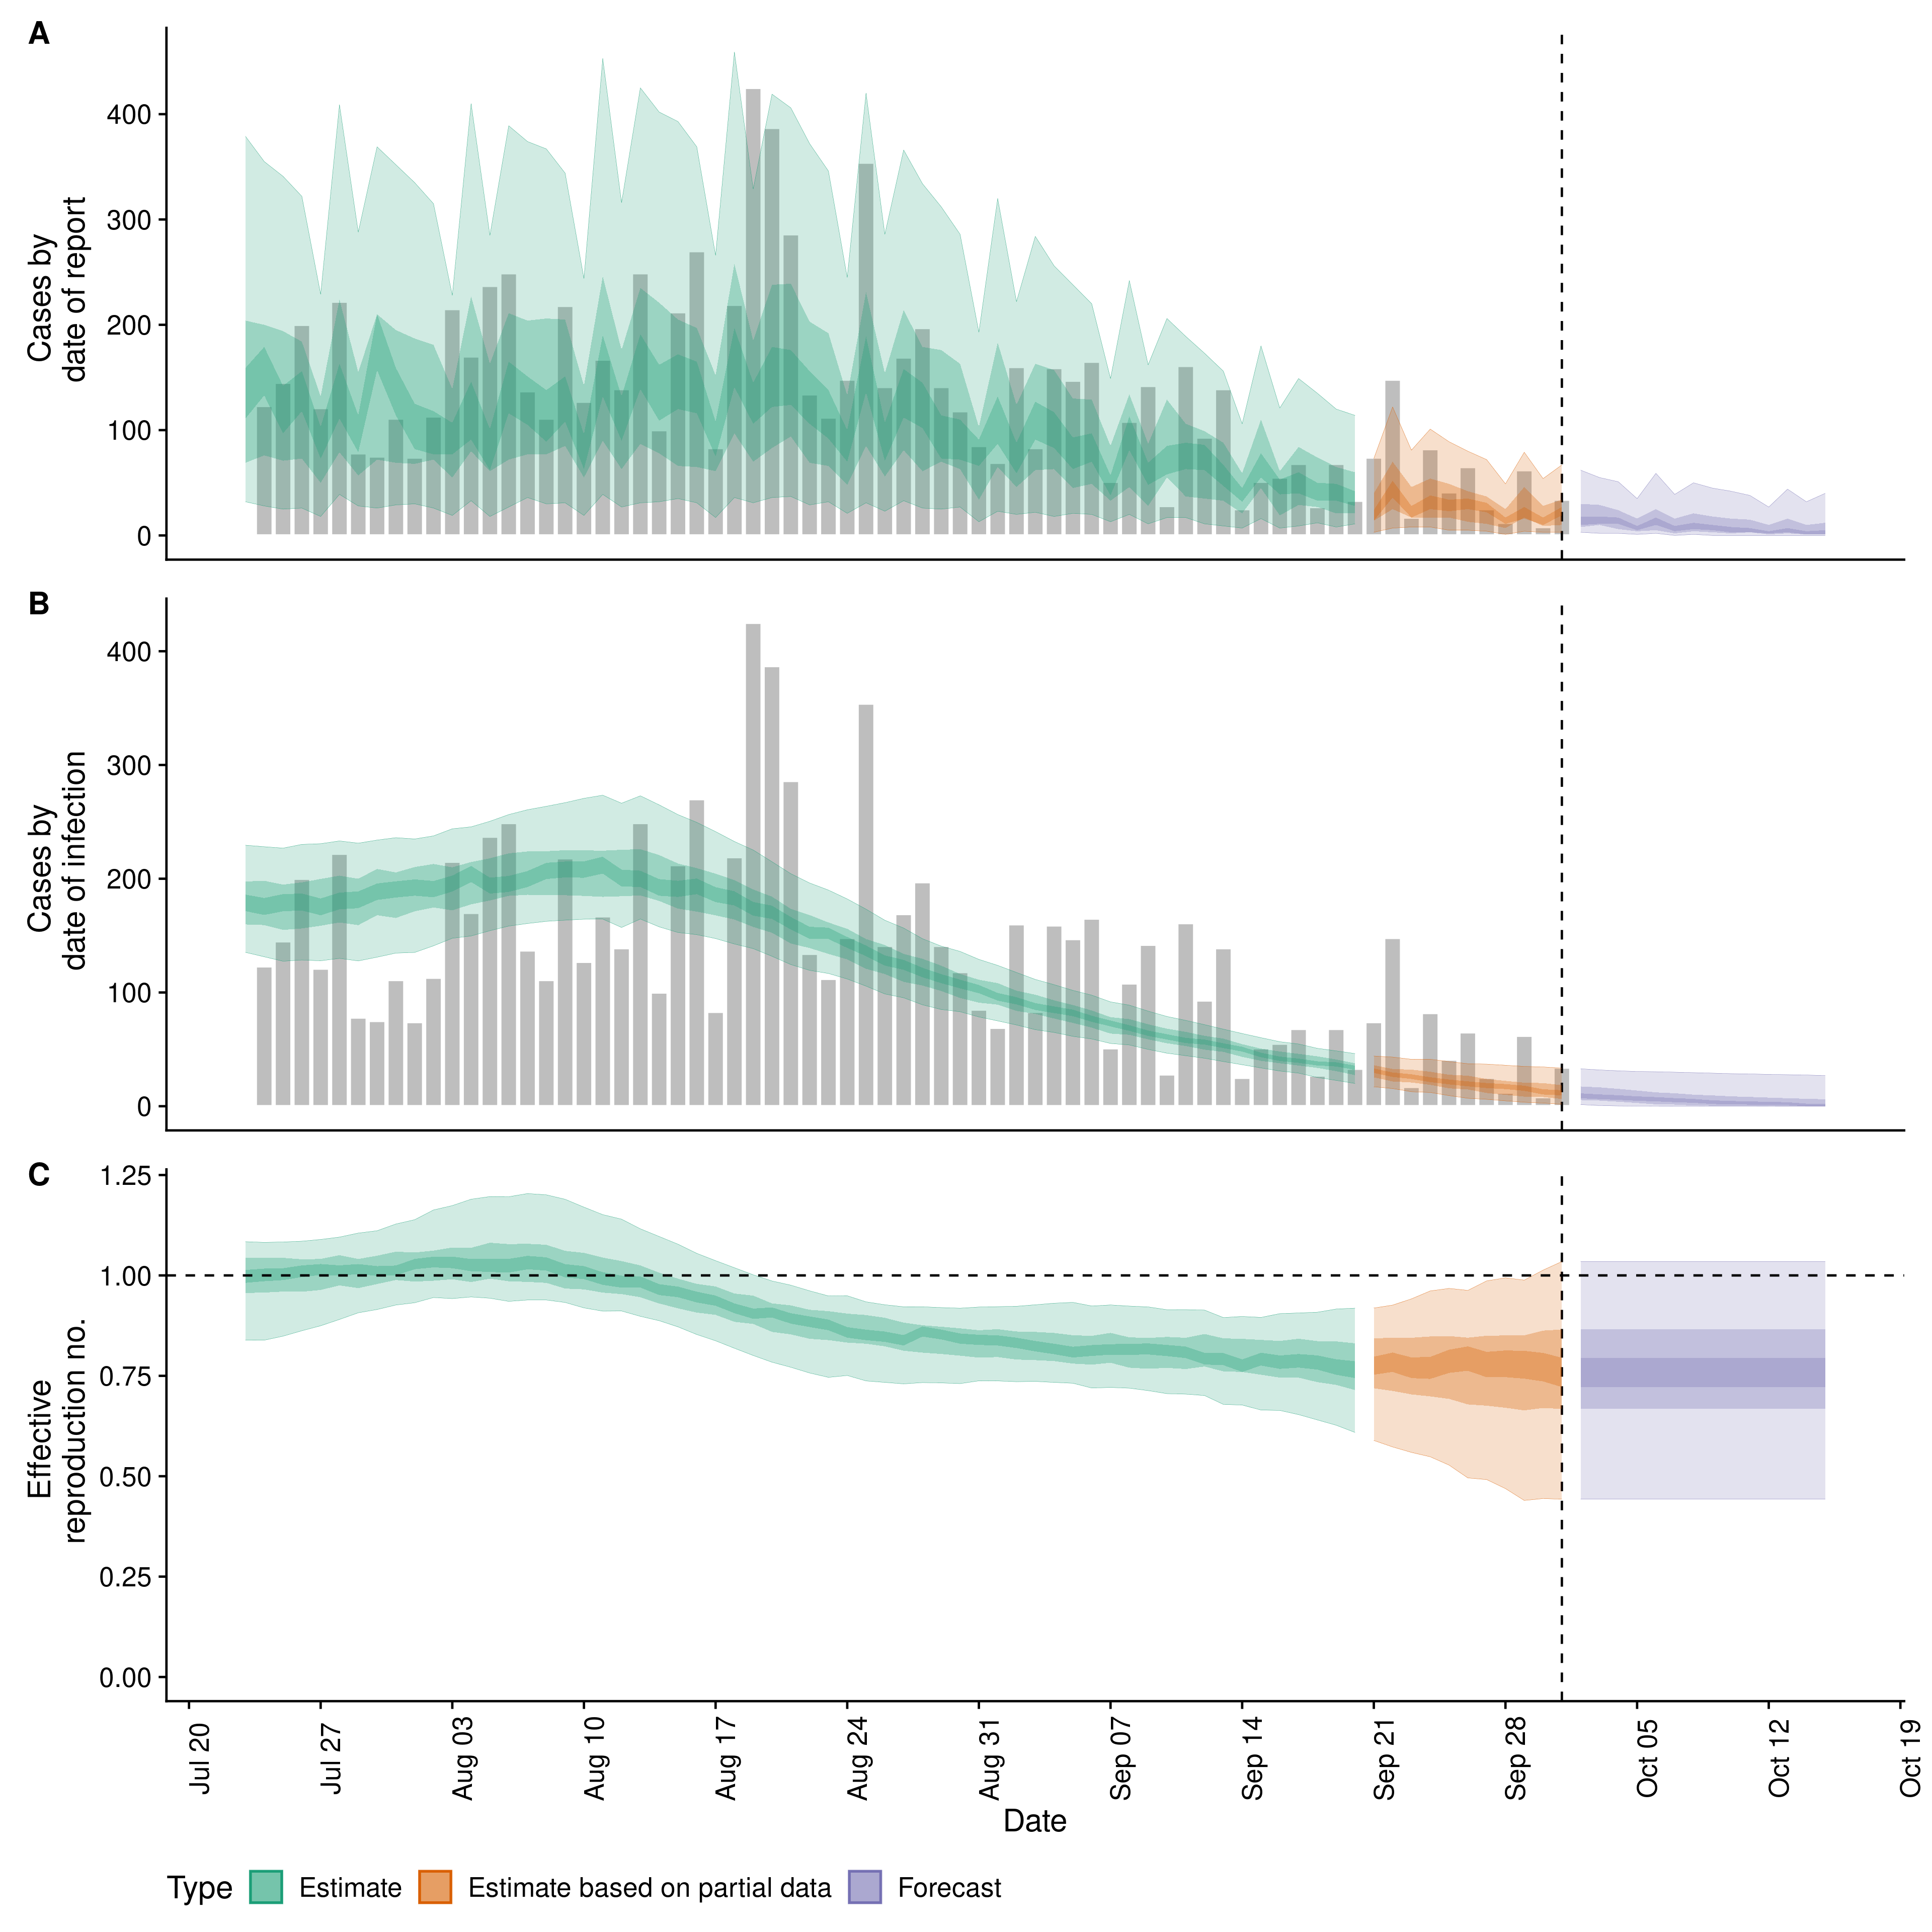 A
400
300
200
100
0
Cases by
date of report
B
400
300
200
100
0
Cases by
date of infection
C
1.25
1.00
0.75
0.50
0.25
0.00
Effective
reproduction no.
Jul 20
Jul 27
Aug 03
Aug 10
Aug 17
Aug 24
Aug 31
Sep 07
Sep 14
Sep 21
Sep 28
Oct 05
Oct 12
Oct 19
Date
Type Estimate Estimate based on partial data Forecast